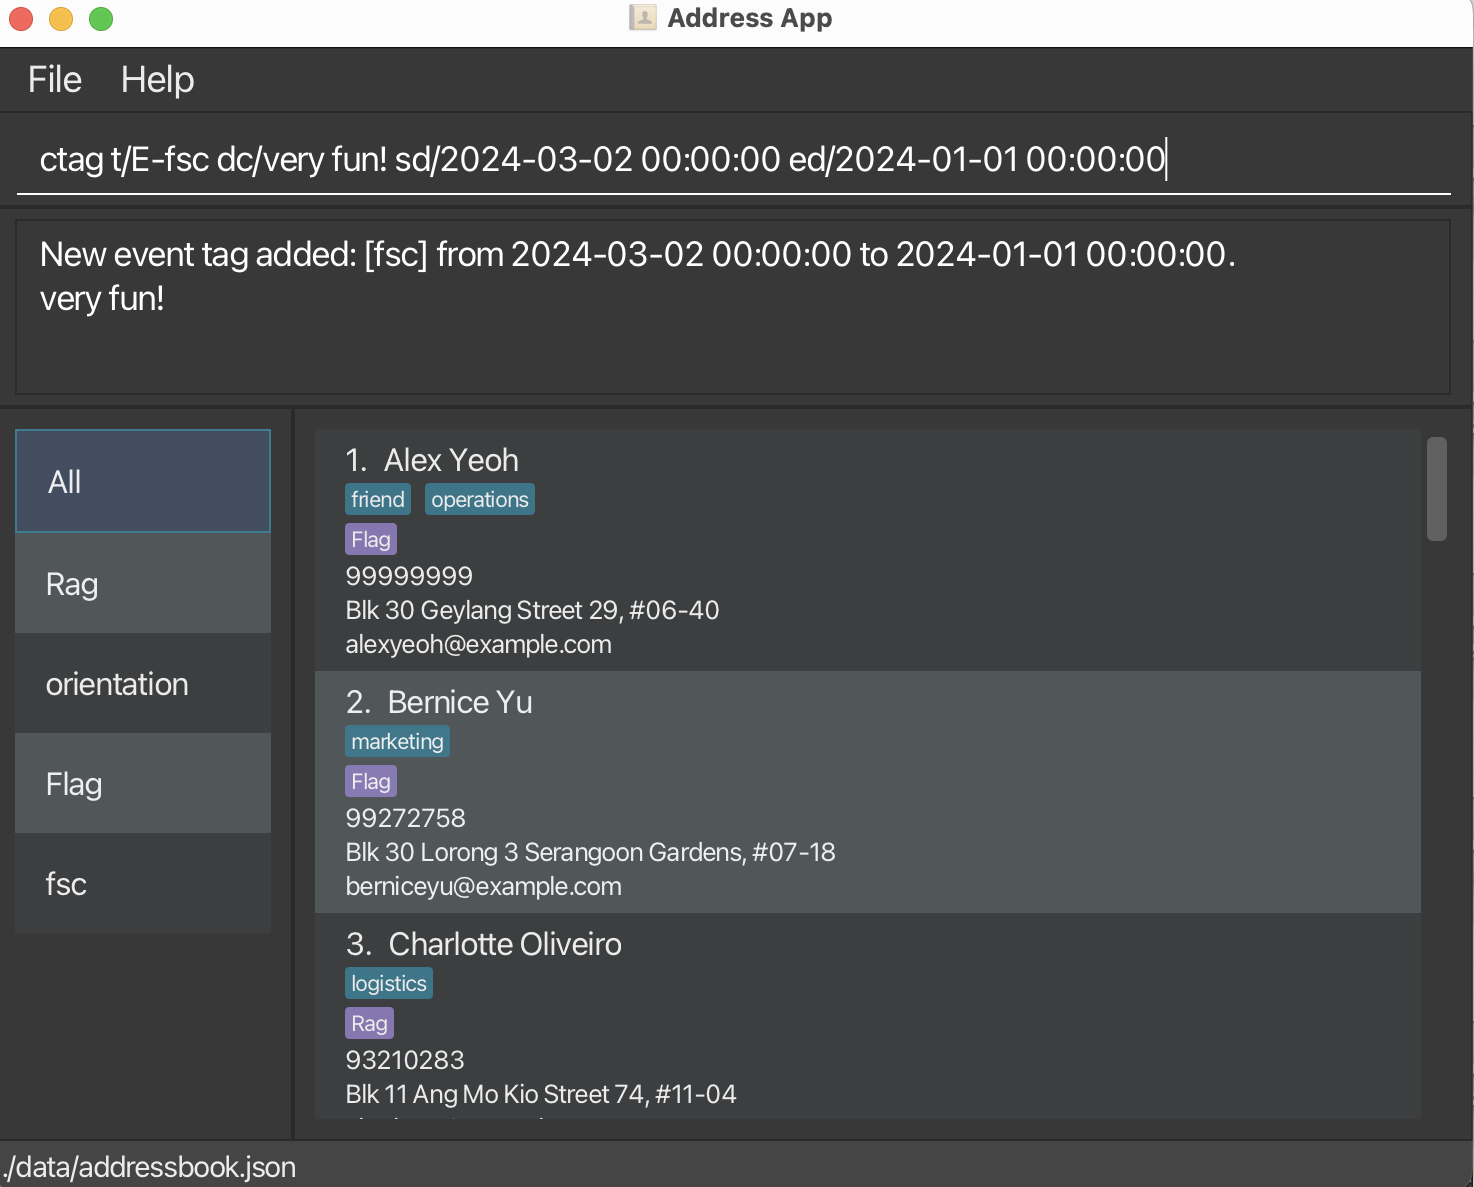 Address App
File Help
ctag t/E-fsc dc/very fun! sd/2024-03-02 00:00:00 ed/2024-01-01 00:00:00
New event tag added: [fsc] from 2024-03-02 00:00:00 to 2024-01-01 00:00:00.
very fun!
All
Rag
orientation
Flag
fsc
1. Alex Yeoh
friend operations
Flag
99999999
Blk 30 Geylang Street 29, #06-40
alexyeoh@example.com
2. Bernice Yu
marketing
Flag
99272758
Blk 30 Lorong 3 Serangoon Gardens, #07-18
berniceyu@example.com
3. Charlotte Oliveiro
logistics
Rag
93210283
Blk 11 Ang Mo Kio Street 74, #11-04
./data/addressbook.json